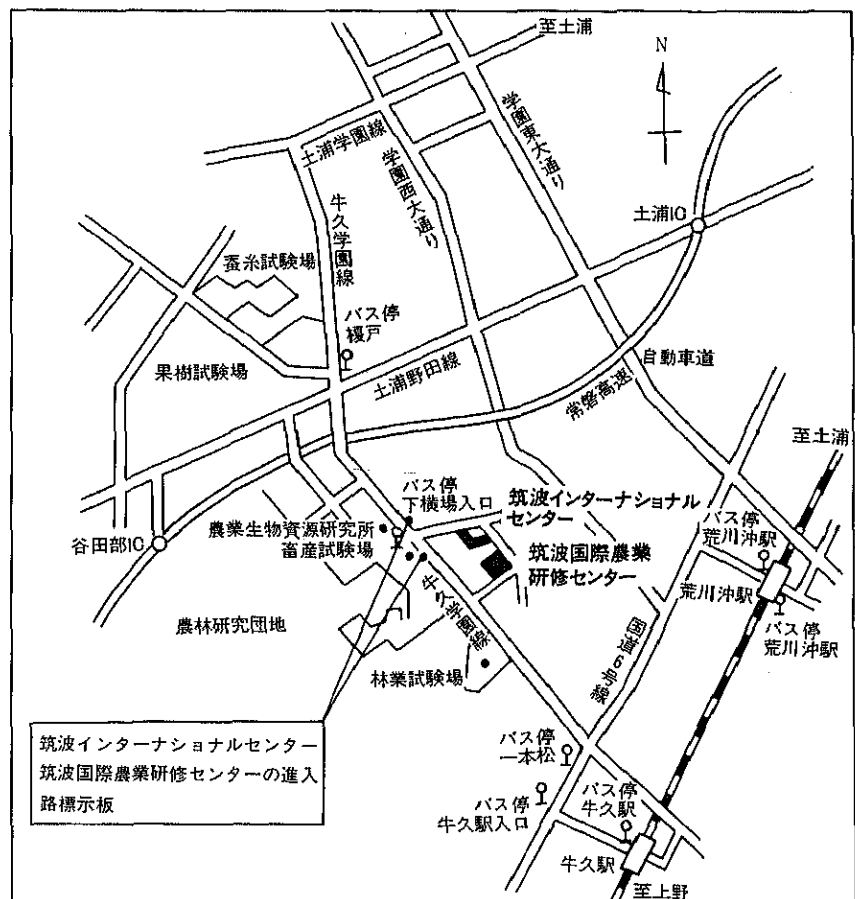 至土浦
N
土浦学園線
学園西大通り
学園東大通り
牛久学園線
土浦IC
蚕糸試験場
バス停
榎戸
果樹試験場
土浦野田線
自動車道
常磐高速
至土浦
バス停
下横場入口
筑波インターナショナル
センター
農業生物資源研究所
畜産試験場
谷田部IC
筑波国際農業
研修センター
バス停
荒川沖駅
荒川沖駅
バス停
荒川沖駅
牛久学園線
農林研究団地
国道6号線
林業試験場
筑波インターナショナルセンター
筑波国際農業研修センターの進入
路標示板
バス停
一本松
バス停
牛久駅入口
バス停
牛久駅
牛久駅
至上野